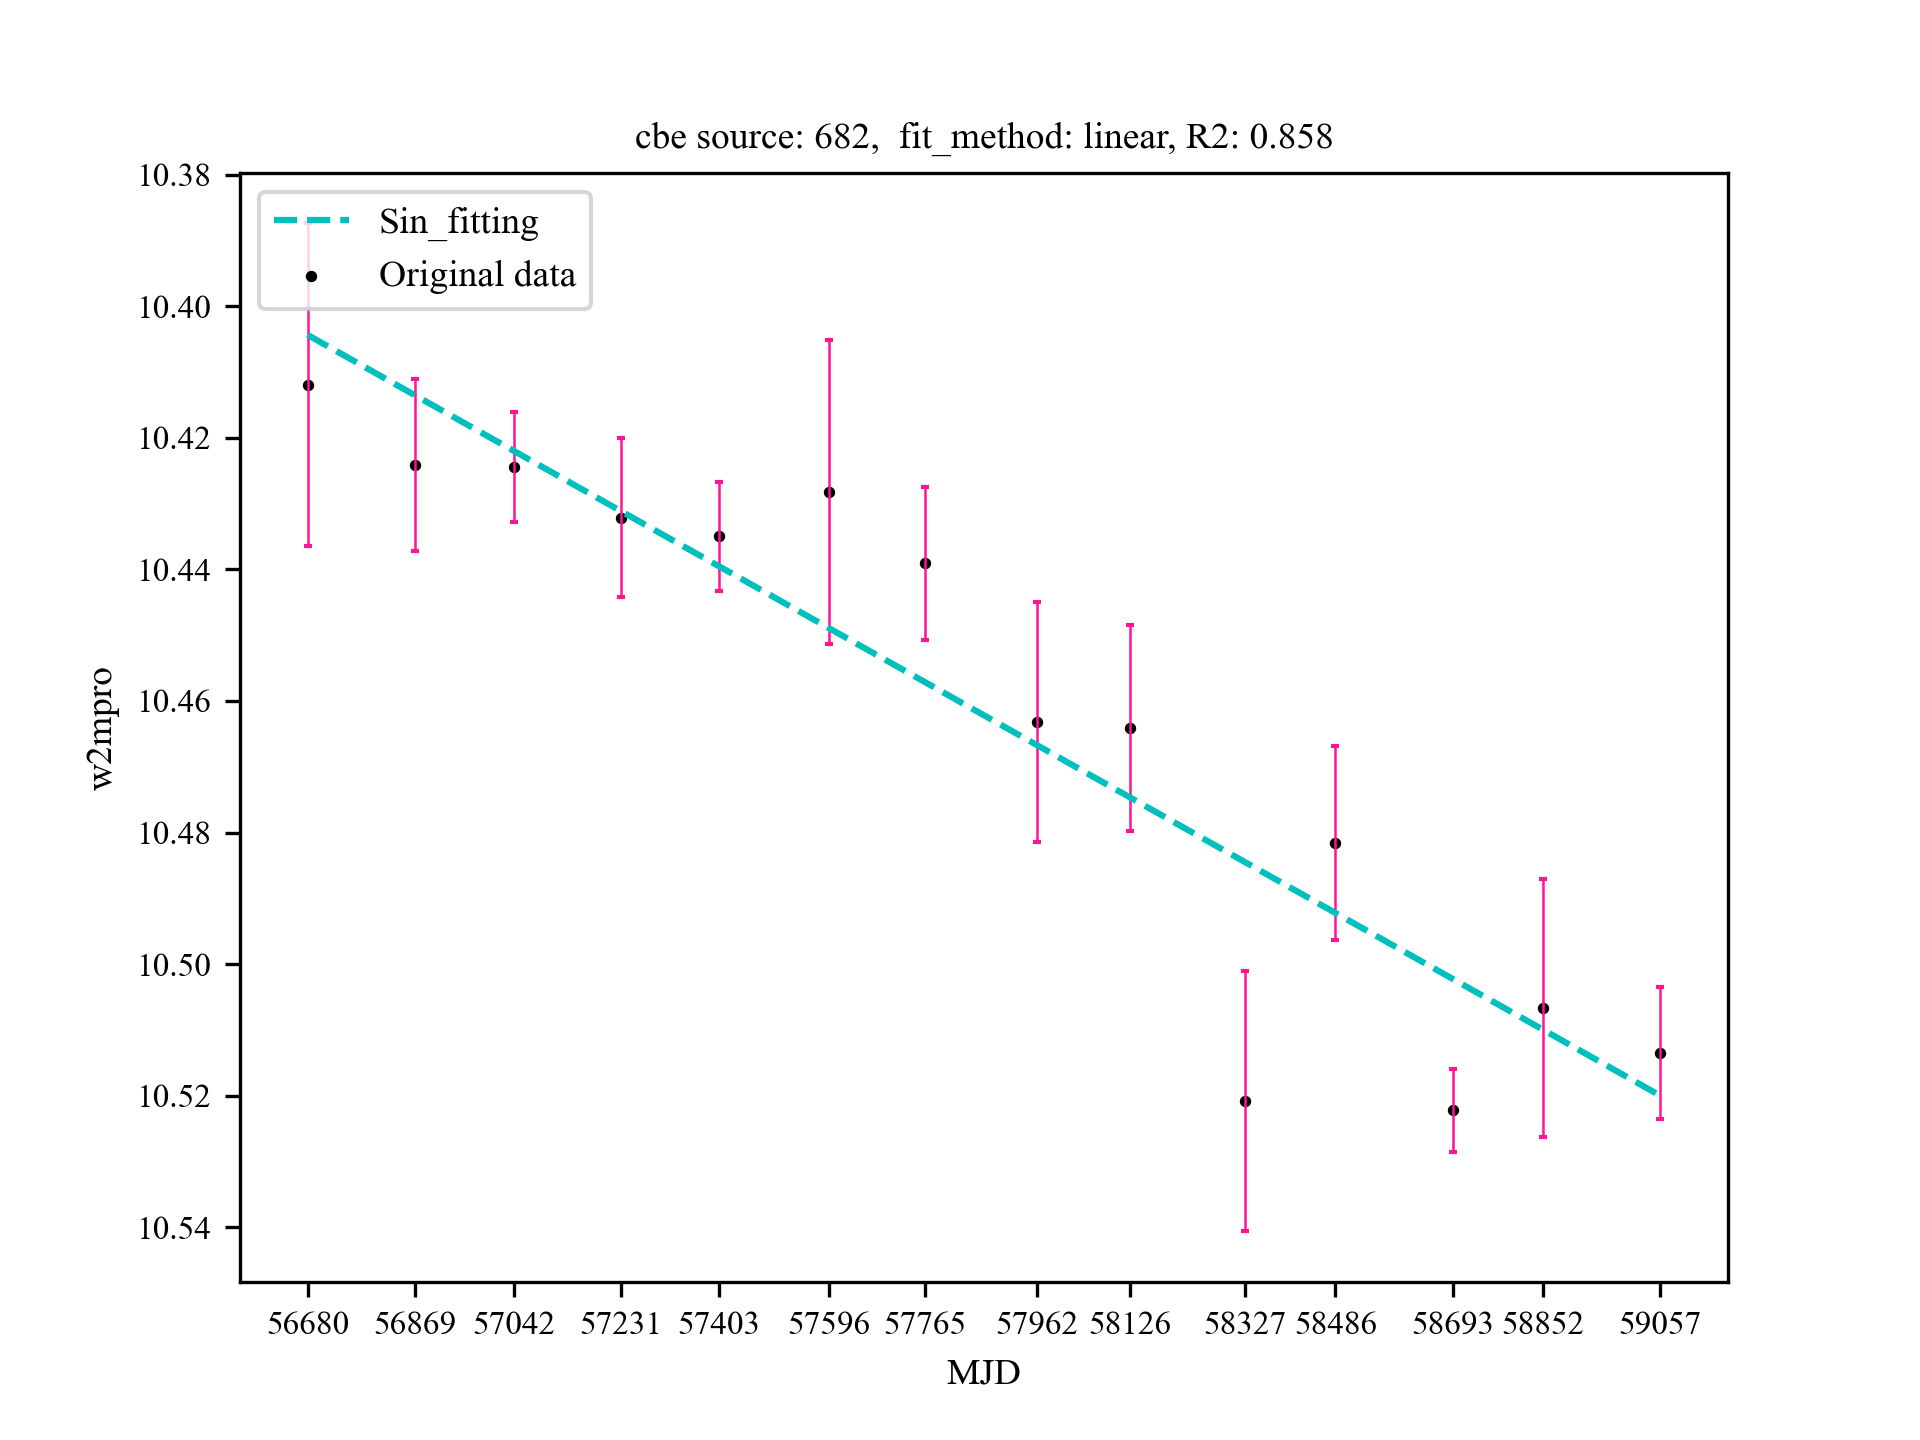 cbe source: 682,  fit_method: linear, R2: 0.858
Sin_fitting
Original data
10.38
10.40
10.42
10.44
10.46
10.48
10.50
10.52
10.54
w2mpro
56680 56869 57042 57231 57403 57596 57765 57962 58126 58327 58486 58693 58852 59057
MJD